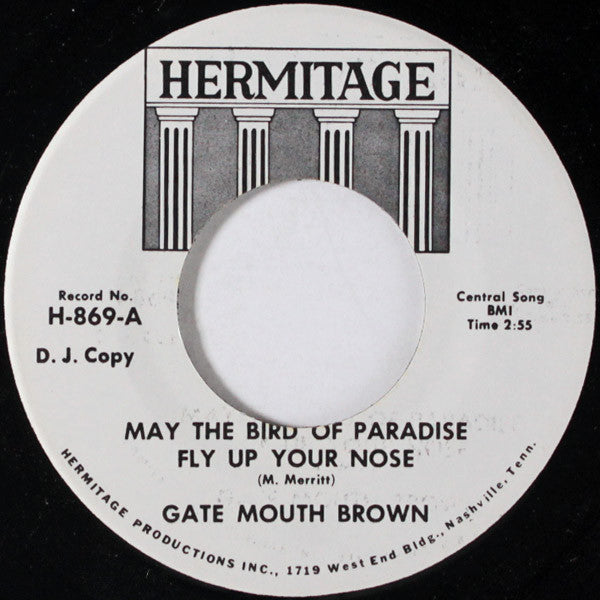 HERMITAGE
Record No.
H-869-A
D. J. Copy
Central Song
BMI
Time 2:55
MAY THE BIRD OF PARADISE
FLY UP YOUR NOSE
(M. Merritt)
GATE MOUTH BROWN
HERMITAGE PRODUCTIONS INC., 1719 West End Bldg., Nashville, Tenn.